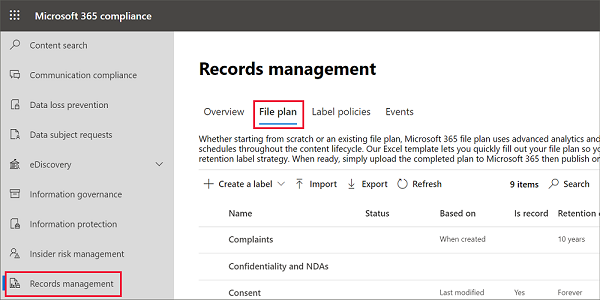 Microsoft 365 compliance
Content search
Communication compliance
Data loss prevention
Data subject requests
eDiscovery
Information governance
Information protection
Insider risk management
Records management
Records management
Overview File plan Label policies Events
Whether starting from scratch or an existing file plan, Microsoft 365 file plan uses advanced analytics and
schedules throughout the content lifecycle. Our Excel template lets you quickly fill out your file plan so yo
retention label strategy. When ready, simply upload the completed plan to Microsoft 365 then publish or
Create a label Import Export Refresh 9 items Search
Name Status Based on Is record Retention
Complaints When created 10 years
Confidentiality and NDAs
Consent Last modified Yes Forever